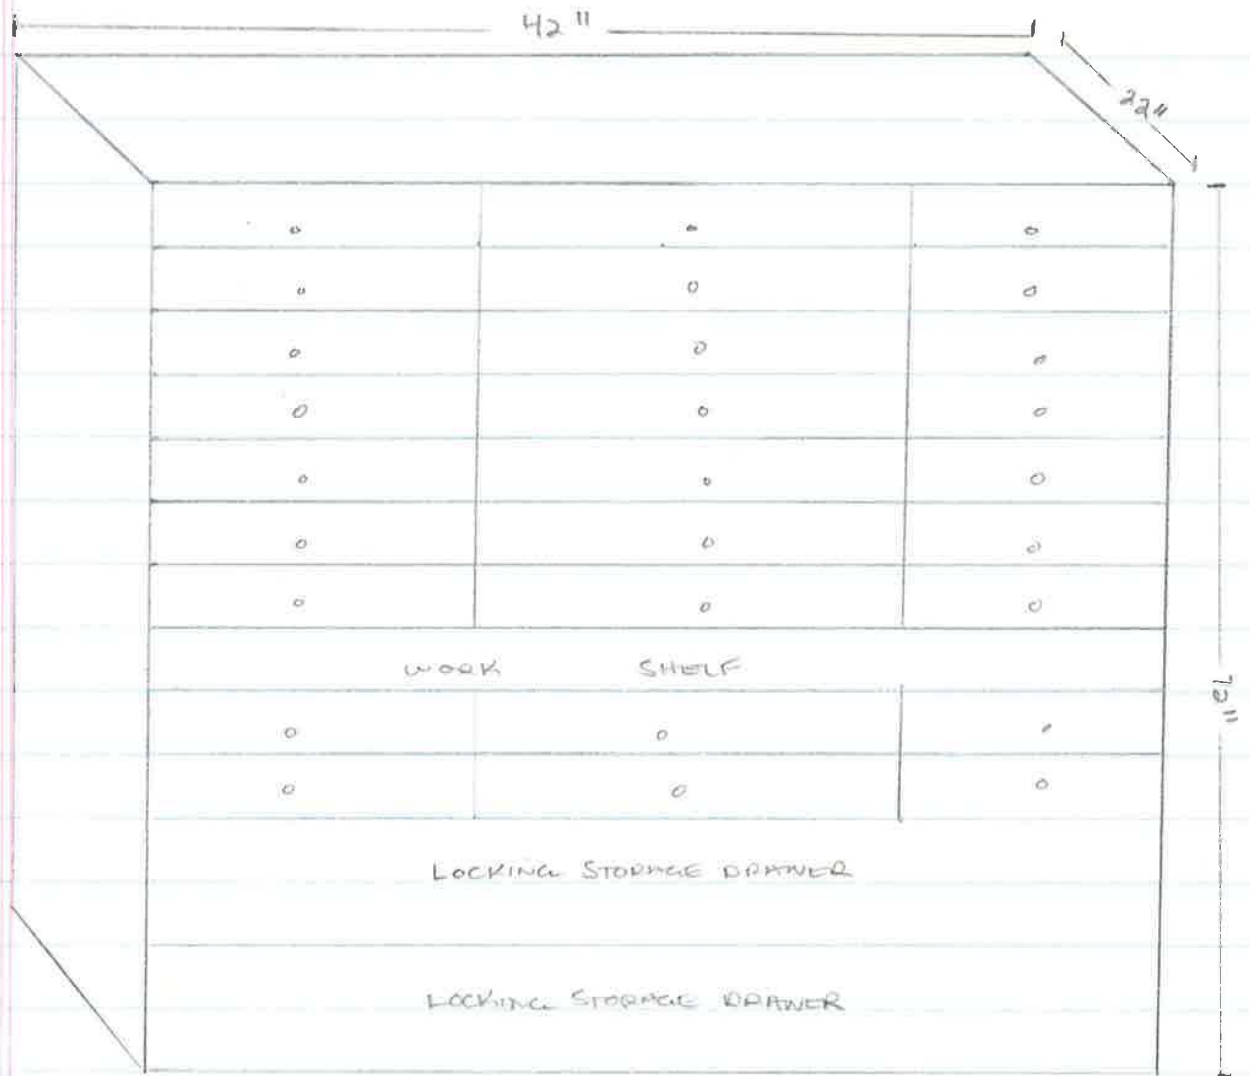 42"
22"
72"
WORK SHELF
LOCKING STORAGE DRAWER
LOCKING STORAGE DRAWER